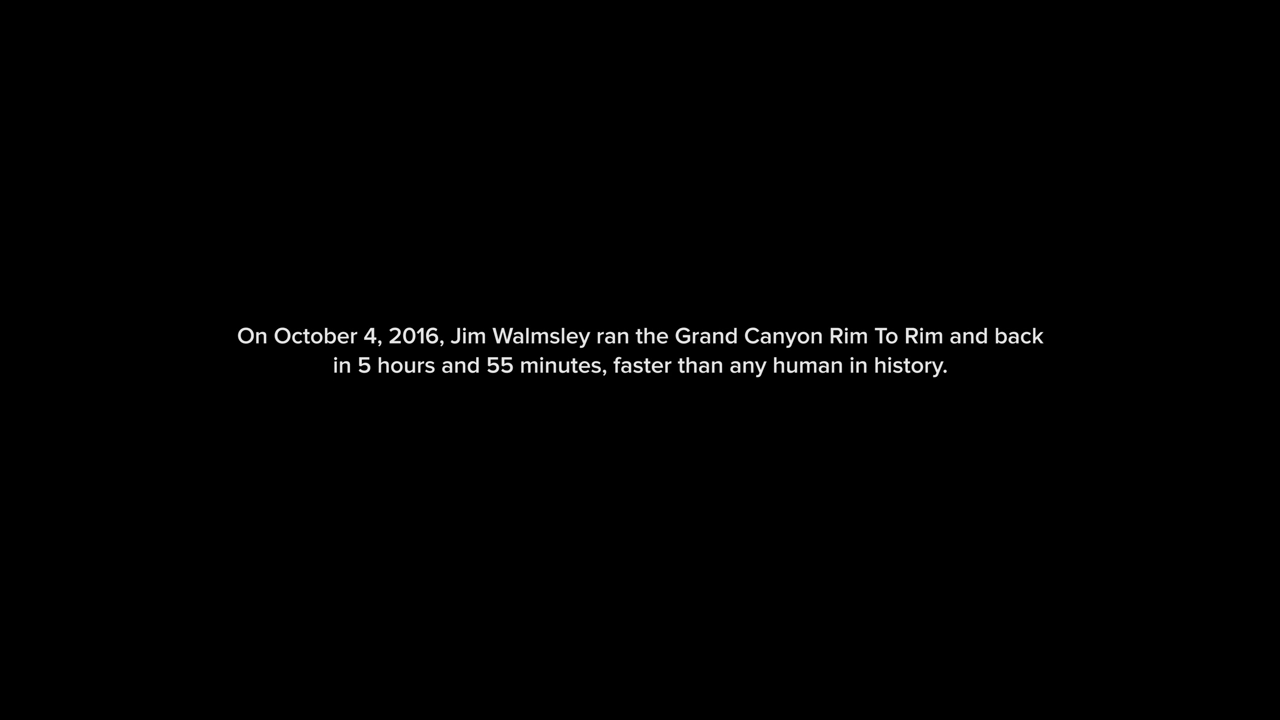 On October 4, 2016, Jim Walmsley ran the Grand Canyon Rim To Rim and back
in 5 hours and 55 minutes, faster than any human in history.